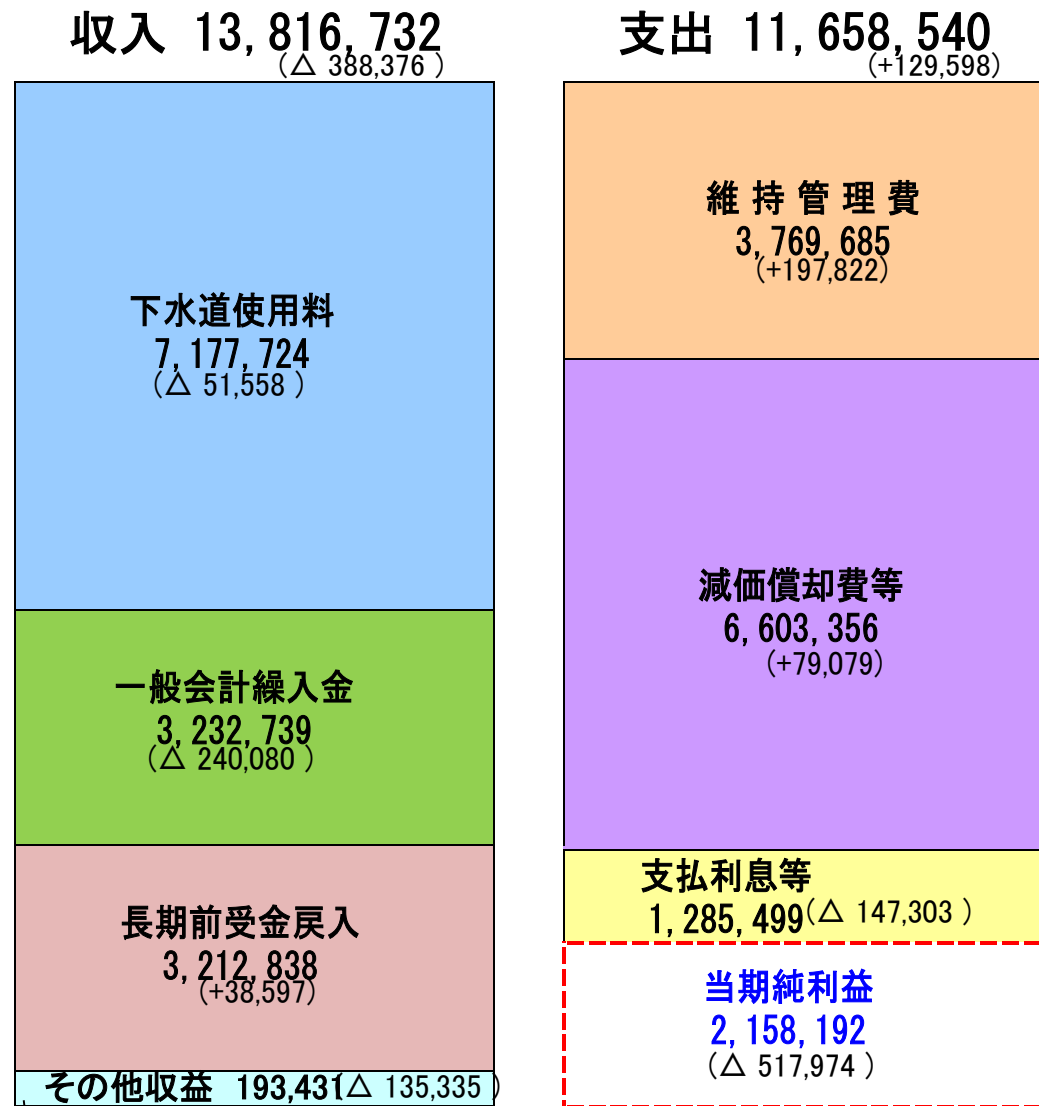 収入 13,816,732
(△ 388,376 )
下水道使用料
7,177,724
(△ 51,558 )
一般会計繰入金
3,232,739
(△ 240,080 )
長期前受金戻入
3,212,838
(+38,597)
その他収益 193,431(△ 135,335 )
支出 11,658,540
(+129,598)
維持管理費
3,769,685
(+197,822)
減価償却費等
6,603,356
(+79,079)
支払利息等
1,285,499(△ 147,303 )
当期純利益
2,158,192
(△ 517,974 )